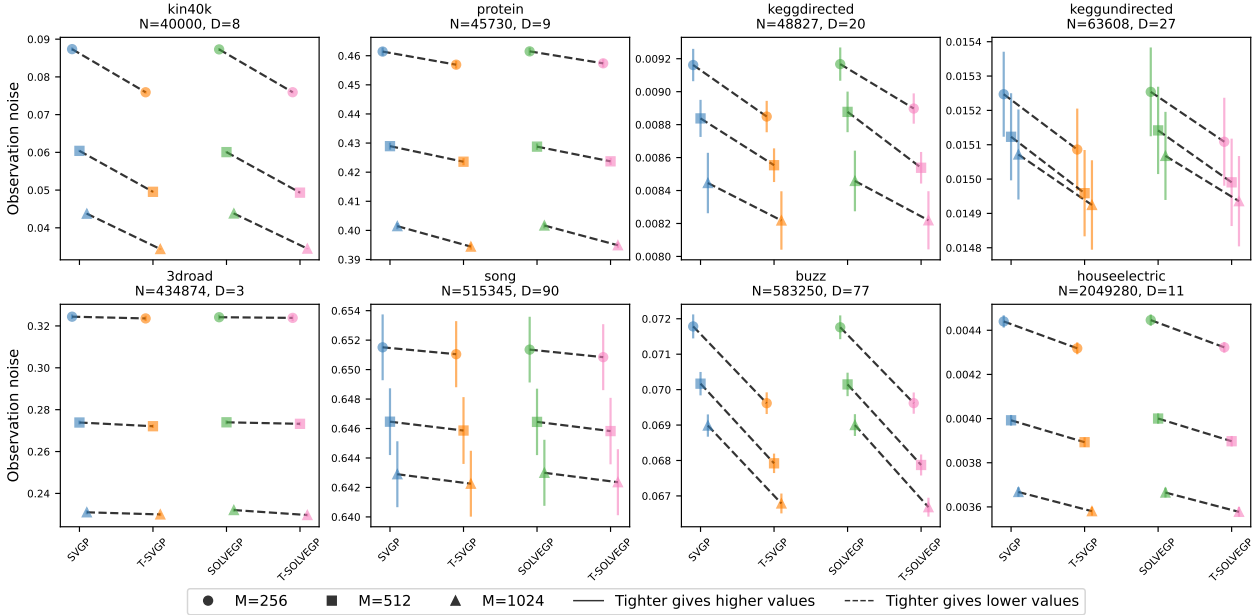 kin40k
N=40000, D=8
protein
N=45730, D=9
keggdirected
N=48827, D=20
keggundirected
N=63608, D=27
Observation noise
0.09
0.08
0.07
0.06
0.05
0.04
0.46
0.45
0.44
0.43
0.42
0.41
0.40
0.39
0.0092
0.0090
0.0088
0.0086
0.0084
0.0082
0.0080
0.0154
0.0153
0.0152
0.0151
0.0150
0.0149
0.0148
3droad
N=434874, D=3
song
N=515345, D=90
buzz
N=583250, D=77
houseelectric
N=2049280, D=11
Observation noise
0.32
0.30
0.28
0.26
0.24
0.654
0.652
0.650
0.648
0.646
0.644
0.642
0.640
0.072
0.071
0.070
0.069
0.068
0.067
0.0044
0.0042
0.0040
0.0038
0.0036
SVGP
T-SVGP
SOLVEGP
T-SOLVEGP
SVGP
T-SVGP
SOLVEGP
T-SOLVEGP
SVGP
T-SVGP
SOLVEGP
T-SOLVEGP
SVGP
T-SVGP
SOLVEGP
T-SOLVEGP
M=256 M=512 M=1024 Tighter gives higher values Tighter gives lower values